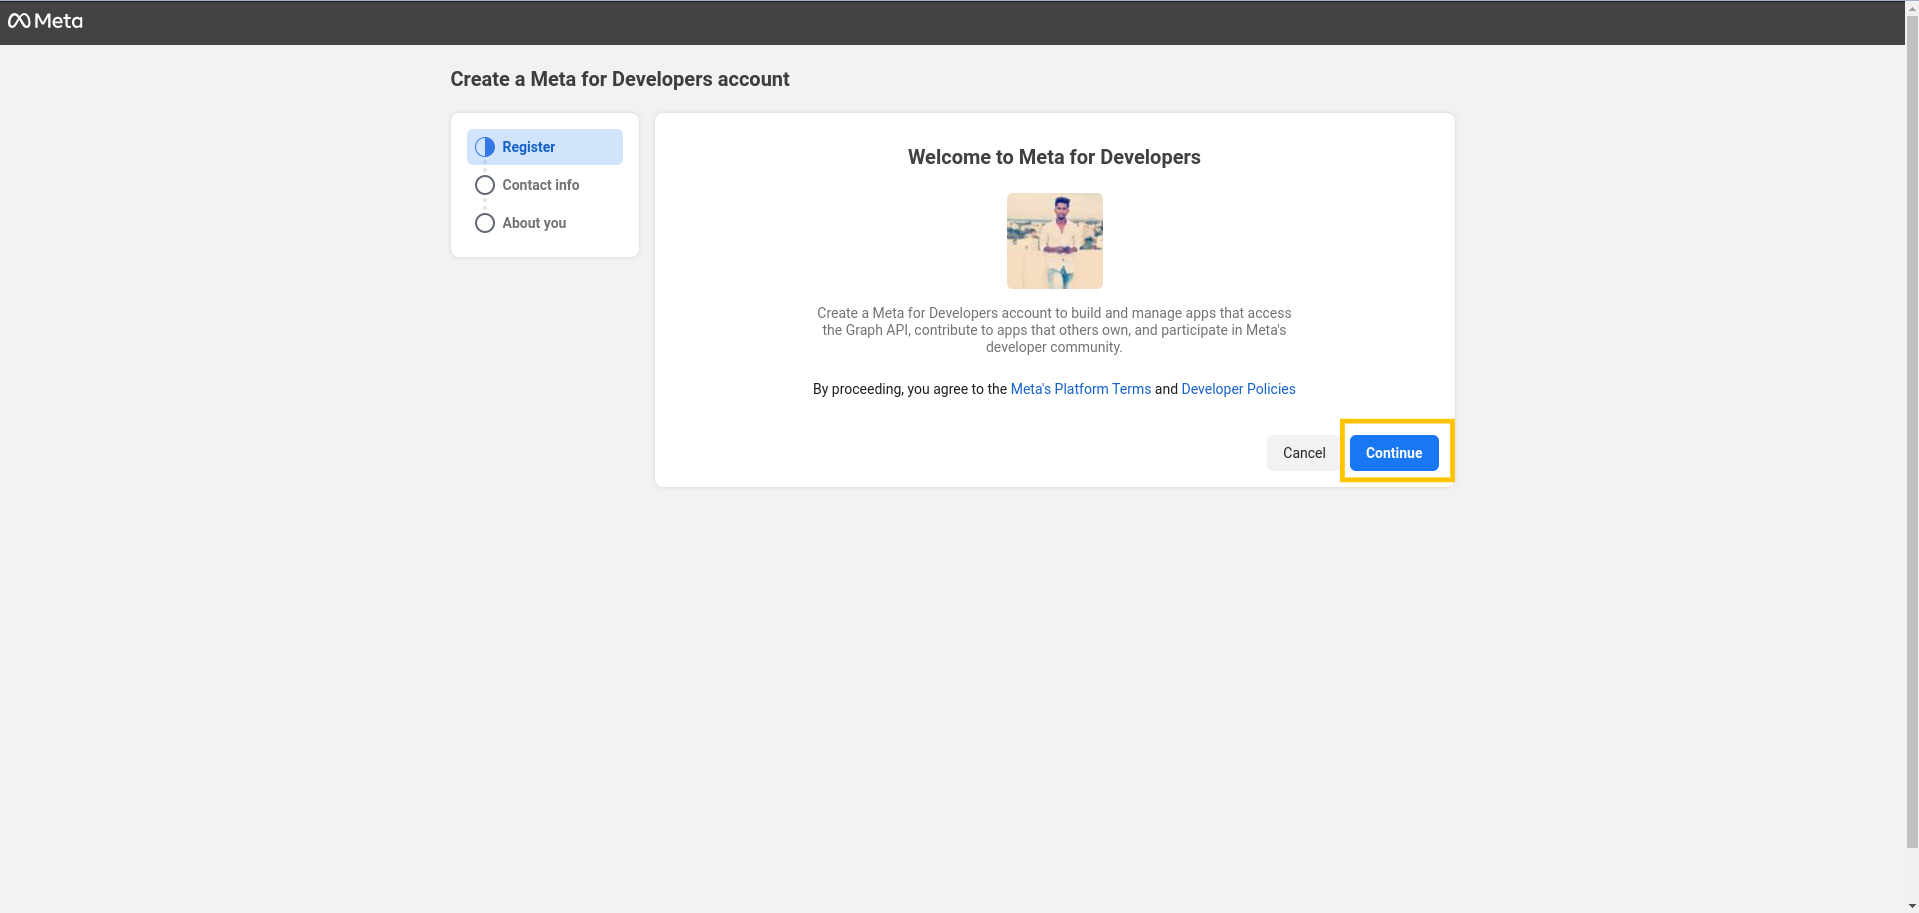 Meta
Create a Meta for Developers account
Register
Contact info
About you
Welcome to Meta for Developers
Create a Meta for Developers account to build and manage apps that access
the Graph API, contribute to apps that others own, and participate in Meta's
developer community.
By proceeding, you agree to the Meta's Platform Terms and Developer Policies
Cancel
Continue